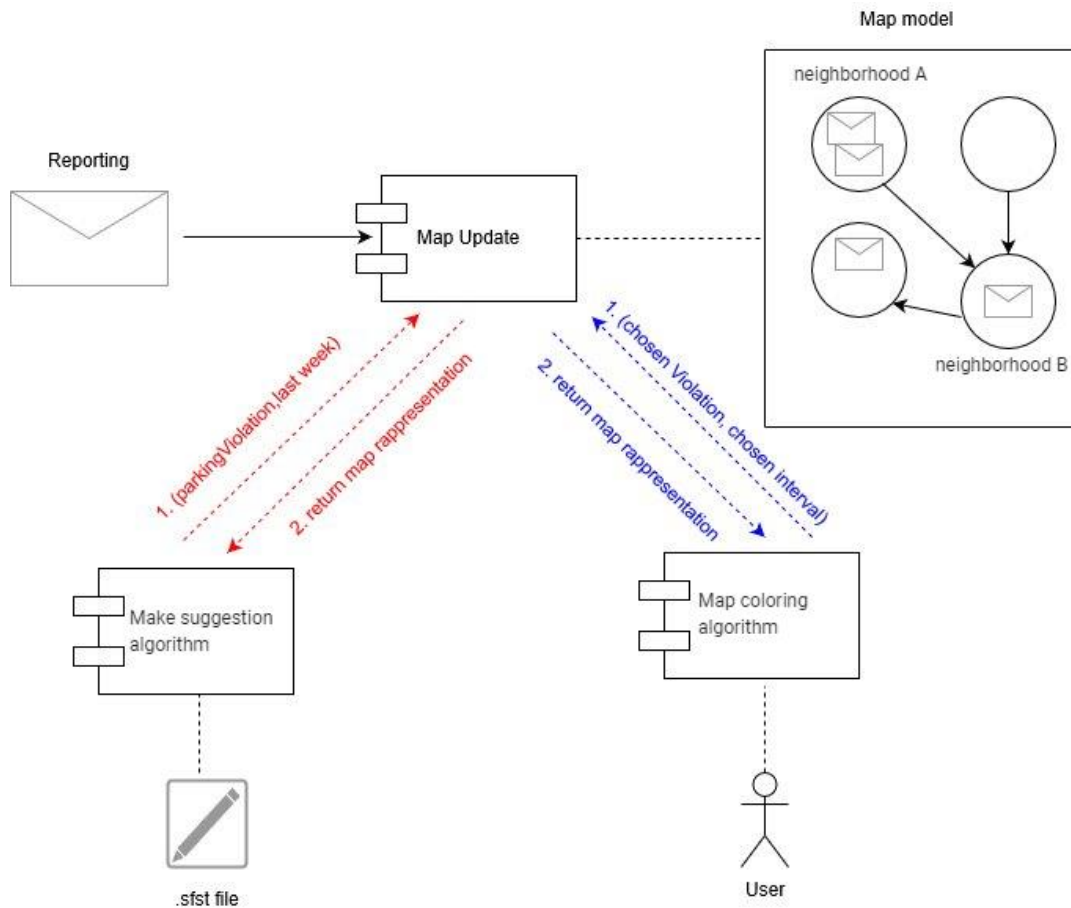 Map model
neighborhood A
Reporting
Map Update
neighborhood B
1. (parkingViolation,last week)
2. return map rappresentation
1. (chosen Violation, chosen interval)
2. return map rappresentation
Make suggestion
algorithm
Map coloring
algorithm
.sfst file
User